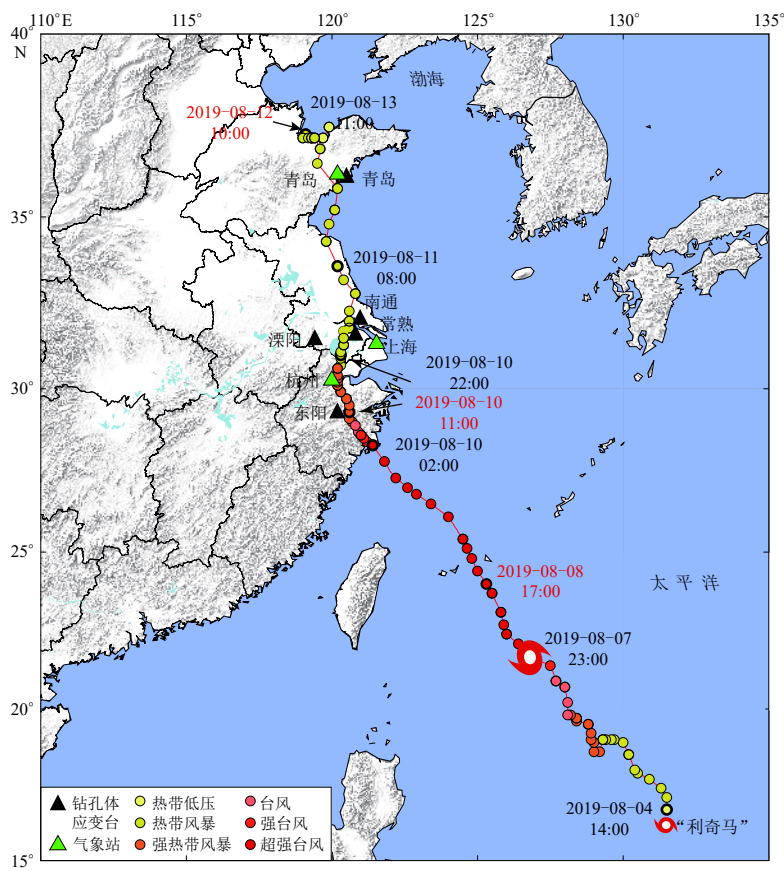 110°E
115°
120°
125°
130°
135°
40°
N
35°
30°
25°
20°
15°
渤海
2019-08-13
11:00
2019-08-12
10:00
青岛
青岛
2019-08-11
08:00
南通
常熟
上海
溧阳
杭州
2019-08-10
22:00
2019-08-10
11:00
东阳
2019-08-10
02:00
2019-08-08
17:00
太平洋
2019-08-07
23:00
2019-08-04
14:00
“利奇马”
钻孔体
应变台
气象站
热带低压
热带风暴
强热带风暴
台风
强台风
超强台风